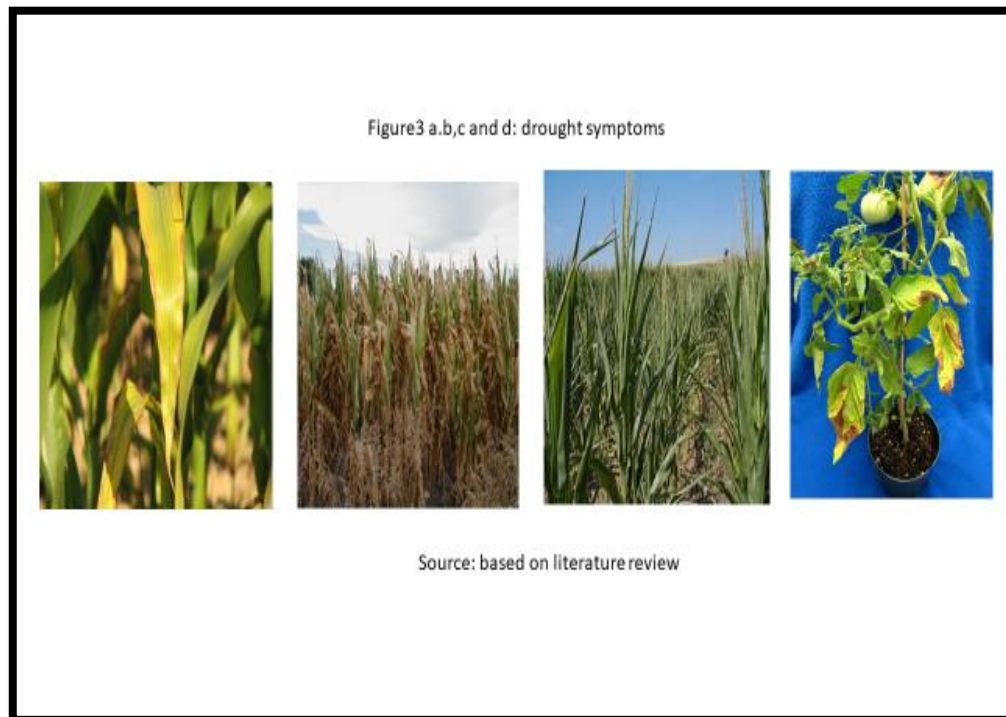 Figure3 a.b,c and d: drought symptoms
Source: based on literature review